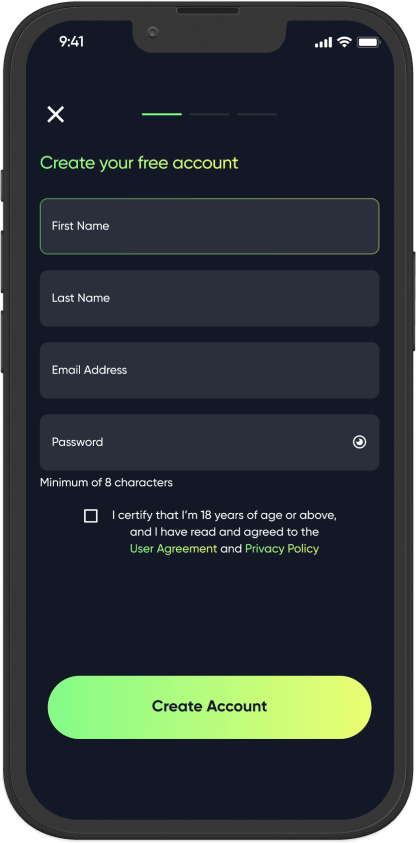 9:41
Create your free account
First Name
Last Name
Email Address
Password
Minimum of 8 characters
I certify that I'm 18 years of age or above,
and I have read and agreed to the
User Agreement and Privacy Policy
Create Account